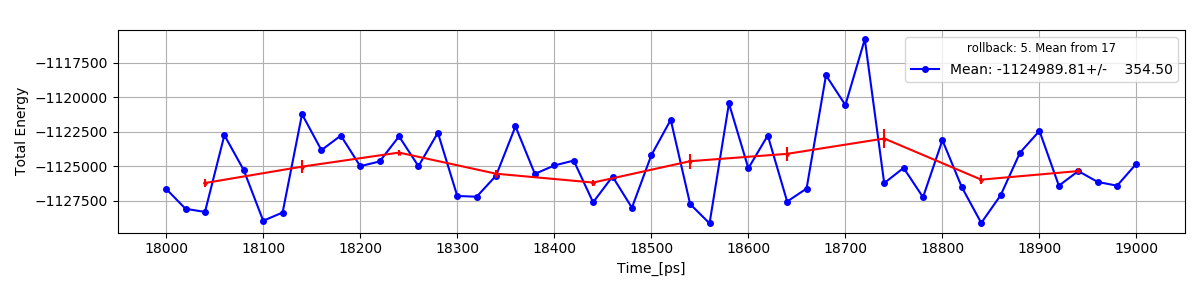 rollback: 5. Mean from 17
Mean: -1124989.81+/-    354.50
Total Energy
−1117500
−1120000
−1122500
−1125000
−1127500
18000 18100 18200 18300 18400 18500 18600 18700 18800 18900 19000
Time_[ps]